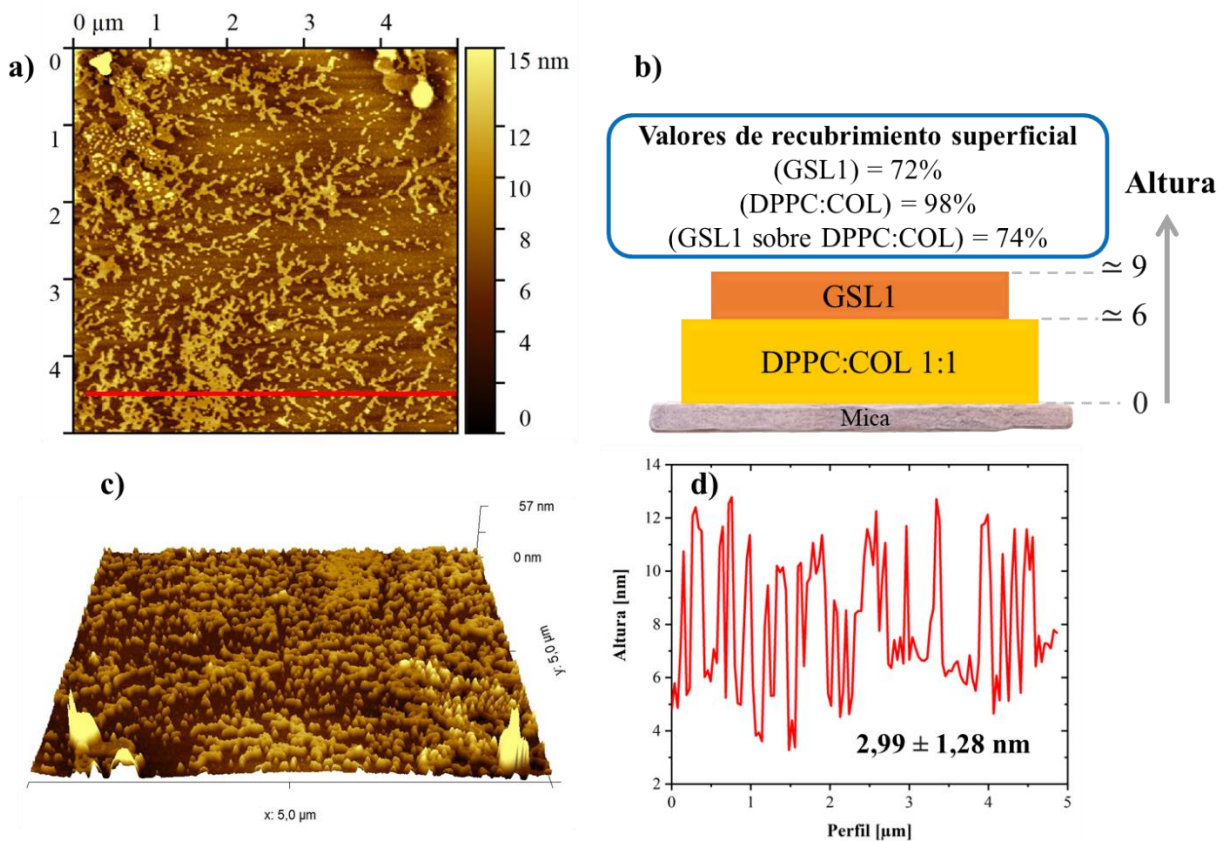 a)
0 µm 1 2 3 4
0
1
2
3
4
15 nm
12
10
8
6
4
2
0
b)
Valores de recubrimiento superficial
(GSL1) = 72%
(DPPC:COL) = 98%
(GSL1 sobre DPPC:COL) = 74%
Altura
≃ 9
GSL1
≃ 6
DPPC:COL 1:1
0
Mica
c)
57 nm
0 nm
y: 5,0 µm
x: 5,0 µm
d)
14
12
10
8
6
4
2
Altura [nm]
2,99 ± 1,28 nm
0 1 2 3 4 5
Perfil [µm]